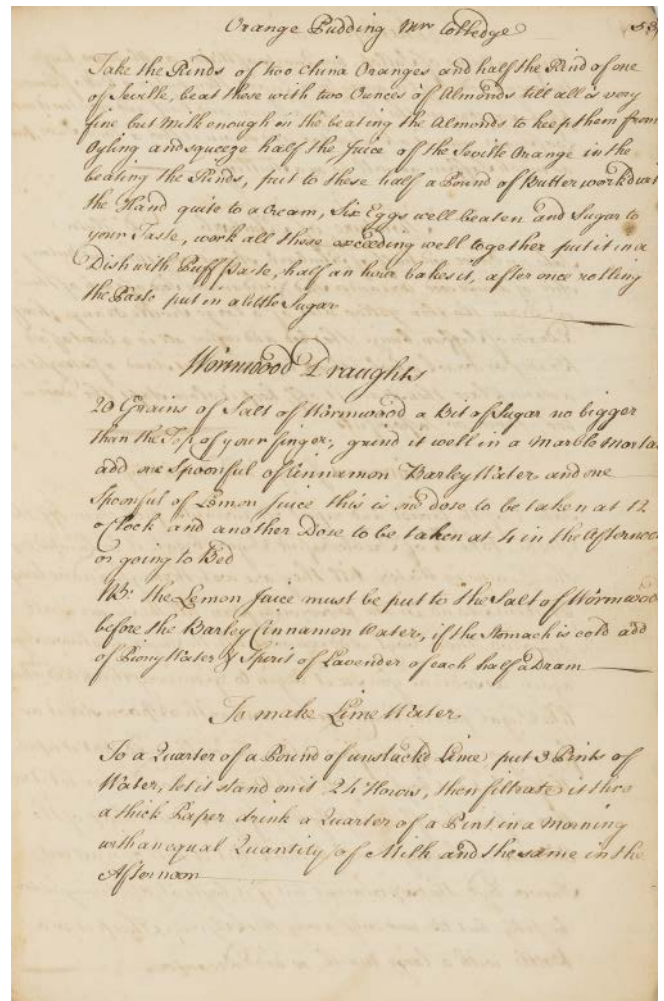 Orange Pudding Mrs Colledge (58)
Take the Rinds of two China Oranges and half the Rind of one
of Seville, beat these with two Ounces of Almonds till all is very
fine but Milk enough in the beating the Almonds to keep them from
Oyling and squeeze half the Juice of the Seville Orange in the
beating the Rinds, put to these half a Pound of Butter workd wt
the Hand quite to a Cream, Six Eggs well beaten and Sugar to
your Taste, work all these exceeding well together put it in a
Dish with Puff Paste, half an hour bakes it, after once rolling
the Paste put in a little Sugar
Wormwood Draughts
20 Grains of Salt of Wormwood a Bit of Sugar no bigger
than the Top of your finger, grind it well in a Marble Mortar
add one Spoonful of Cinnamon Barley Water and one
Spoonful of Lemon Juice this is one dose to be taken at 12
o'Clock and another Dose to be taken at 4 in the Afternoon
or going to Bed
NB: the Lemon Juice must be put to the Salt of Wormwood
before the Barley Cinnamon Water, if the Stomach is cold add
of Piony Water & Spirit of Lavender of each half a Dram
To make Lime Water
To a Quarter of a Pound of unslackd Lime put 3 Pints of
Water, let it stand on it 24 Hours, then filtrate it thro
a thick Paper drink a Quarter of a Pint in a Morning
with an equal Quantity of Milk and the same in the
Afternoon